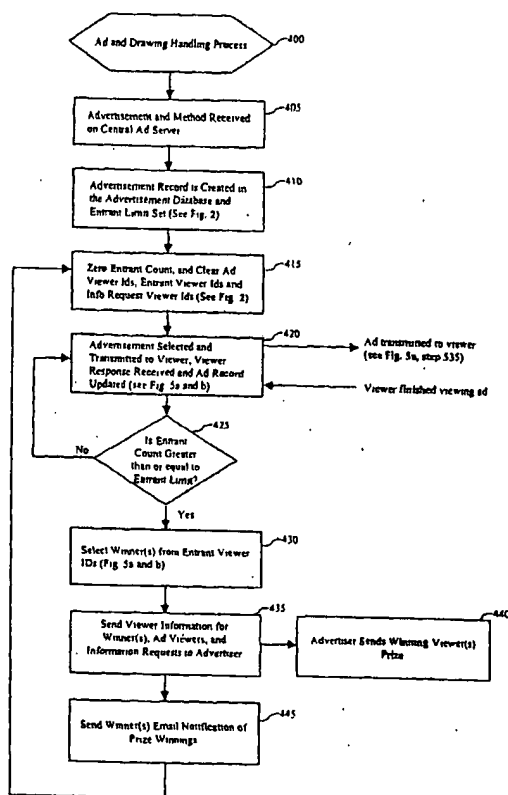 Ad and Drawing Handling Process
400
405
Advertisement and Method Received
on Central Ad Server
410
Advertisement Record is Created in
the Advertisement Database and
Entrant Limit Set (See Fig. 2)
415
Zero Entrant Count, and Clear Ad
Viewer Ids, Entrant Viewer Ids and
Info Request Viewer Ids (See Fig. 2)
420
Advertisement Selected and
Transmitted to Viewer, Viewer
Response Received and Ad Record
Updated (see Fig. 5a and b)
Ad transmitted to viewer
(see Fig. 5a, step 535)
Viewer finished viewing ad
425
Is Entrant
Count Greater
than or equal to
Entrant Limit?
No
Yes
430
Select Winner(s) from Entrant Viewer
IDs (Fig. 5a and b)
435
Send Viewer Information for
Winner(s), Ad Viewers, and
Information Requests to Advertiser
440
Advertiser Sends Winning Viewer(s)
Prize
445
Send Winner(s) Email Notification of
Prize Winnings